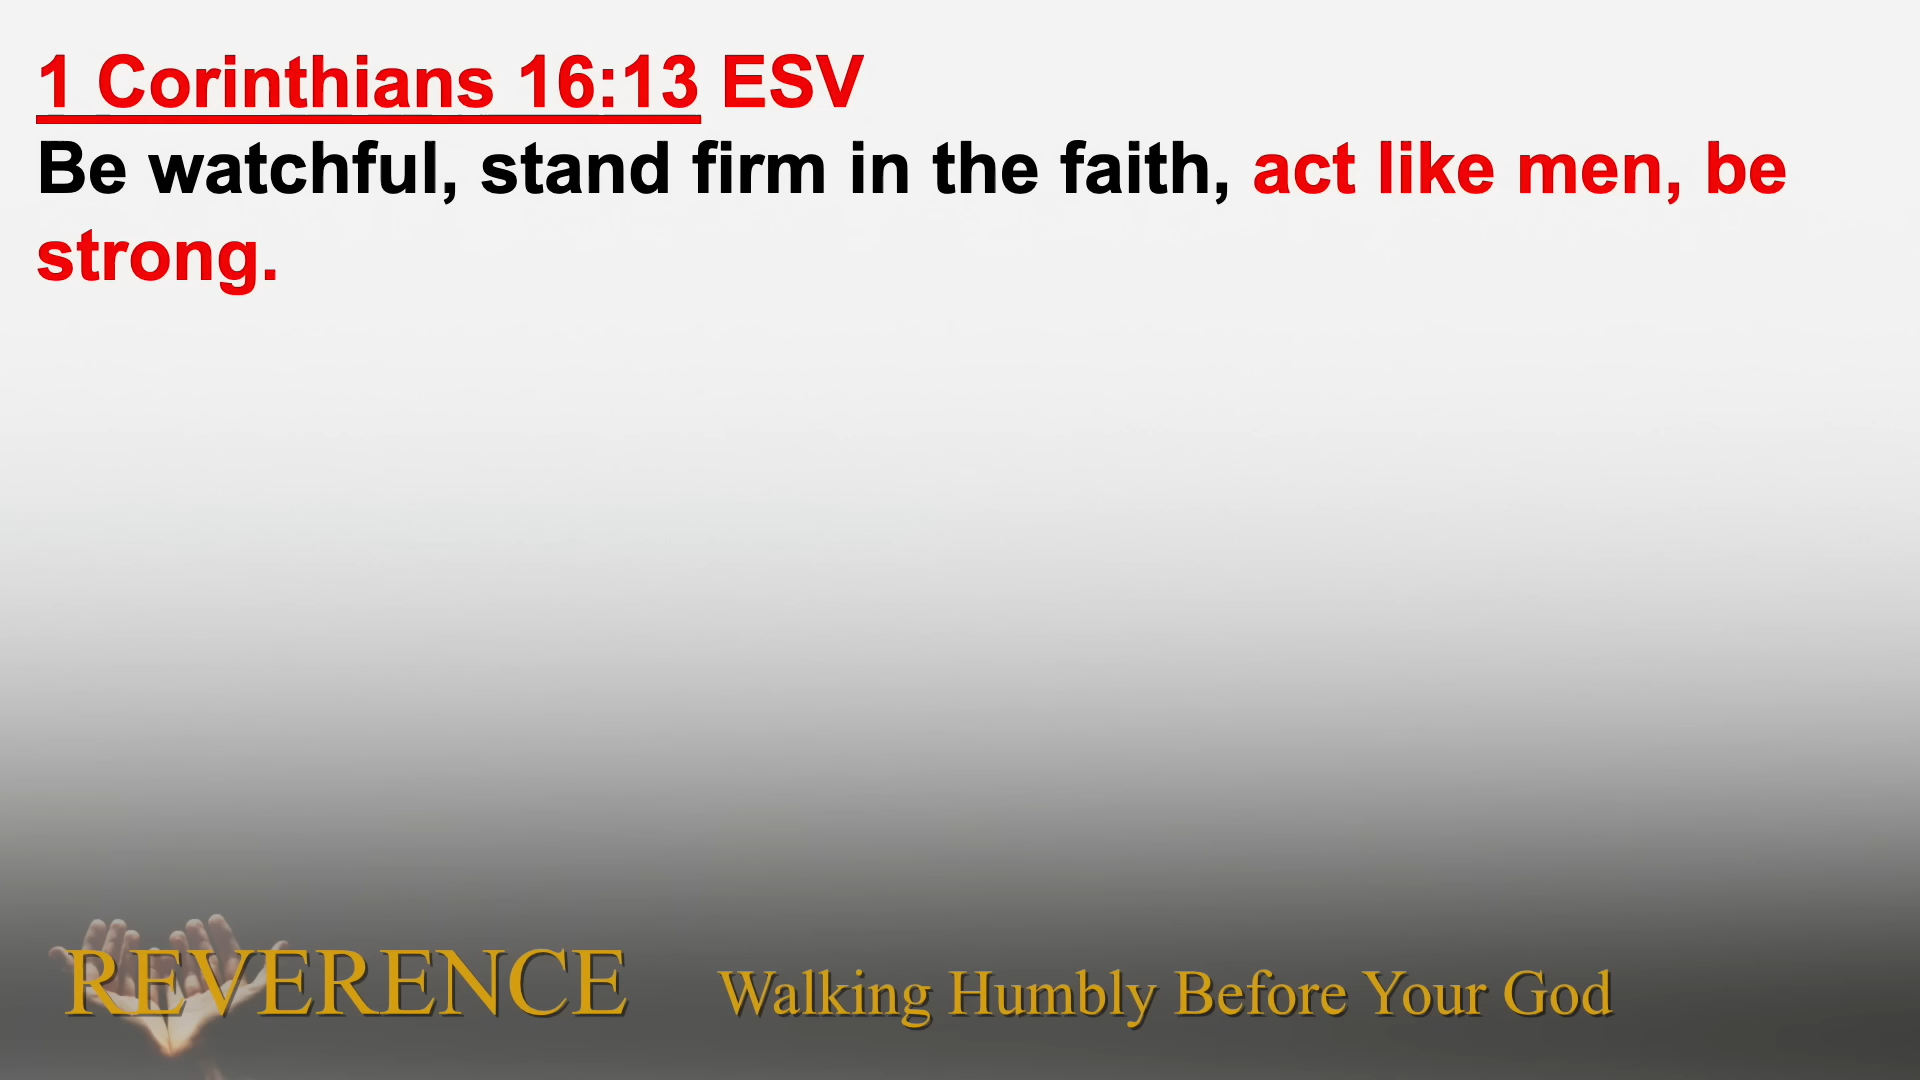 1 Corinthians 16:13 ESV
Be watchful, stand firm in the faith, act like men, be
strong.
REVERENCE Walking Humbly Before Your God